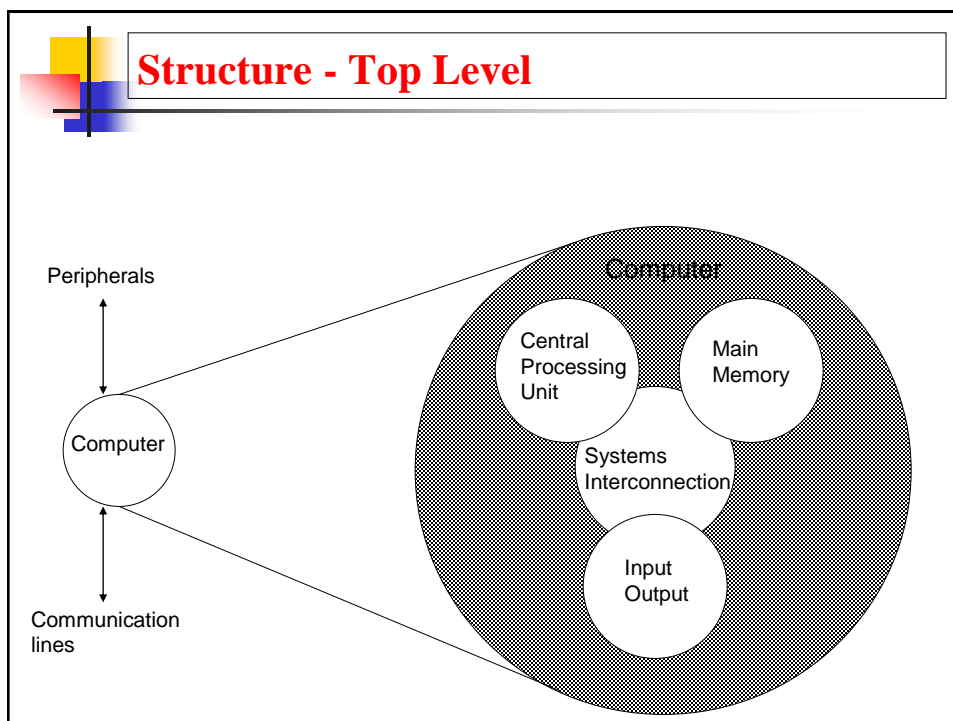 Structure - Top Level
Peripherals
Computer
Communication
lines
Computer
Central
Processing
Unit
Main
Memory
Systems
Interconnection
Input
Output